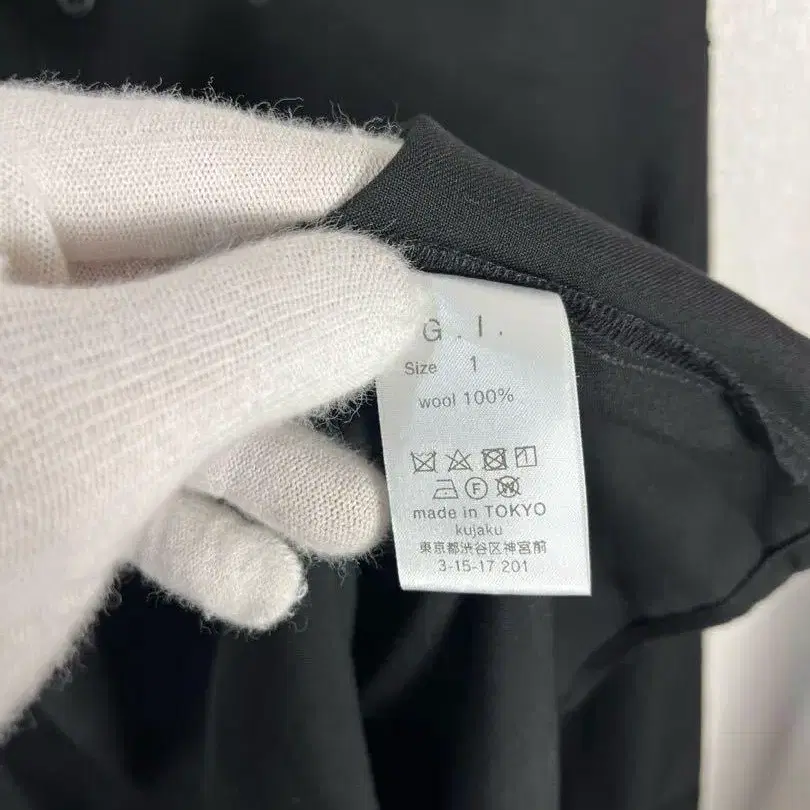 G.I.
Size 1
wool 100%
F
W
made in TOKYO
kujaku
東京都渋谷区神宮前
3-15-17 201